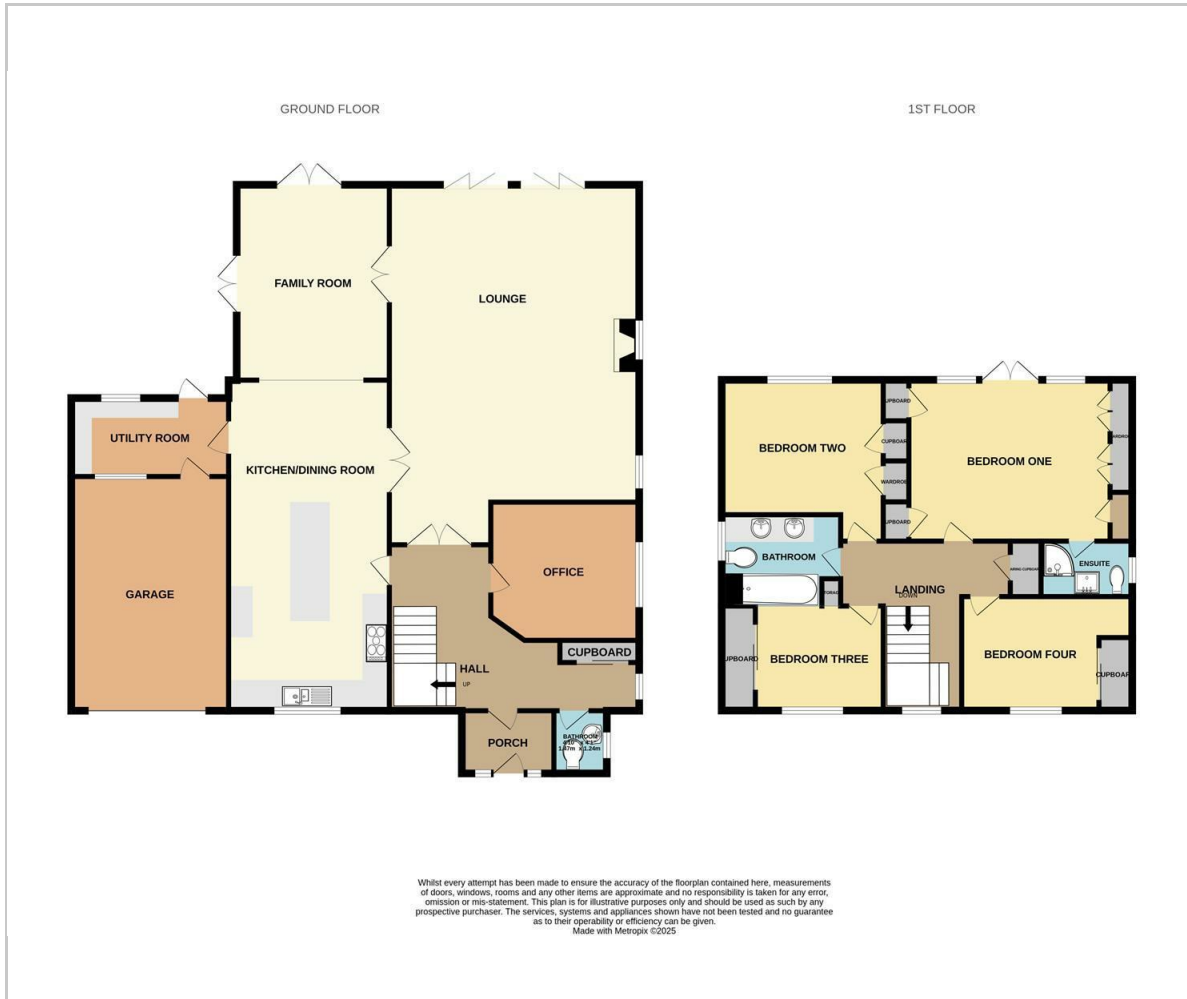 GROUND FLOOR
1ST FLOOR
FAMILY ROOM
LOUNGE
UTILITY ROOM
KITCHEN/DINING ROOM
GARAGE
OFFICE
CUPBOARD
HALL
UP
PORCH
BATHROOM
1.24m
UPBOARD
BEDROOM TWO
CUPBOAR
WARDROBE
UPBOARD
BEDROOM ONE
ARDROB
BATHROOM
ENSUITE
LANDING
DOWN
BEDROOM THREE
UPBOARD
BEDROOM FOUR
CUPBOAR
Whilst every attempt has been made to ensure the accuracy of the floorplan contained here, measurements
of doors, windows, rooms and any other items are approximate and no responsibility is taken for any error,
omission or mis-statement. This plan is for illustrative purposes only and should be used as such by any
prospective purchaser. The services, systems and appliances shown have not been tested and no guarantee
as to their operability or efficiency can be given.
Made with Metropix ©2025